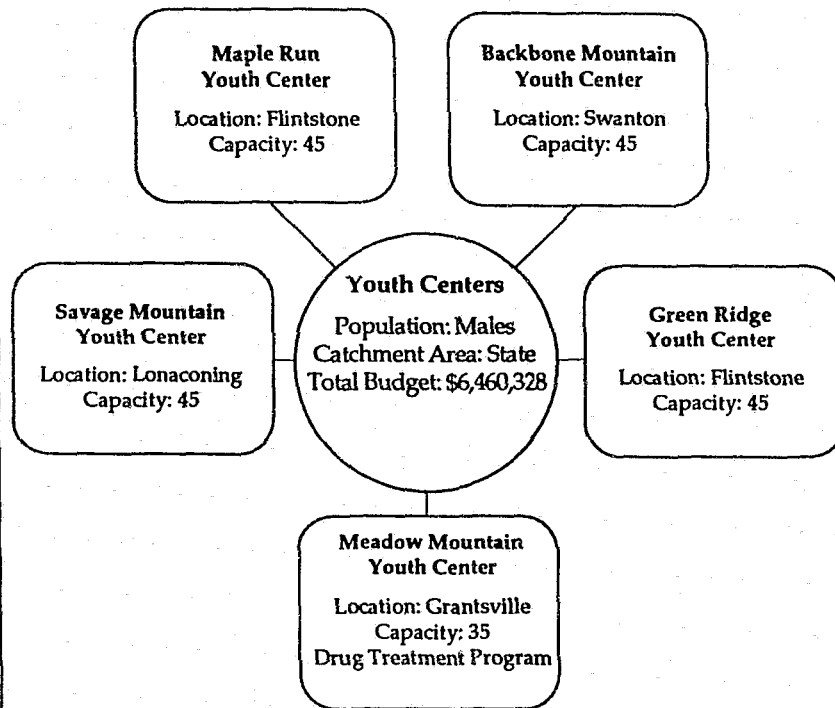 Maple Run
Youth Center
Location: Flintstone
Capacity: 45
Backbone Mountain
Youth Center
Location: Swanton
Capacity: 45
Savage Mountain
Youth Center
Location: Lonaconing
Capacity: 45
Youth Centers
Population: Males
Catchment Area: State
Total Budget: $6,460,328
Green Ridge
Youth Center
Location: Flintstone
Capacity: 45
Meadow Mountain
Youth Center
Location: Grantsville
Capacity: 35
Drug Treatment Program